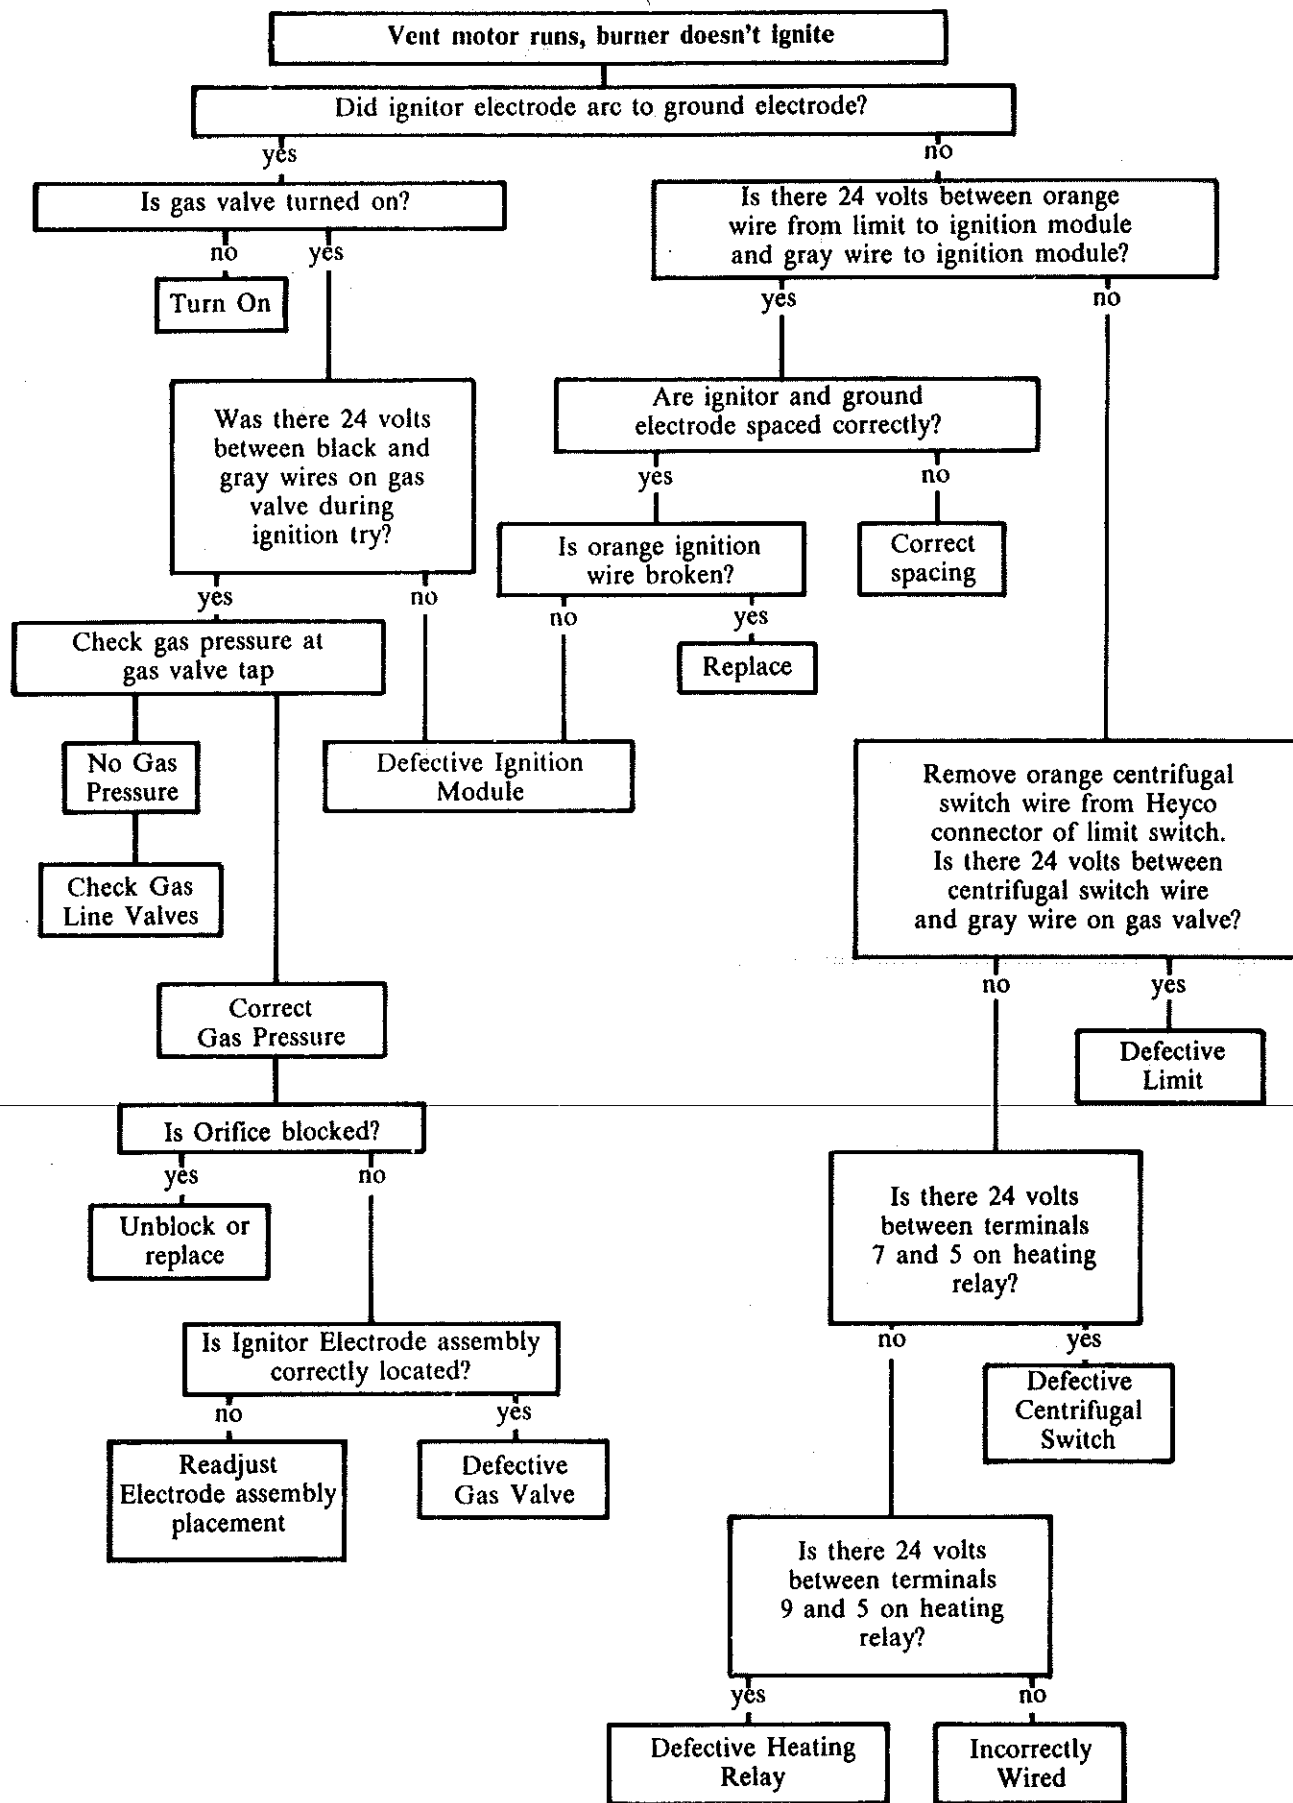 Vent motor runs, burner doesn't ignite
Did ignitor electrode arc to ground electrode?
yes
no
Is gas valve turned on?
no
yes
Turn On
Is there 24 volts between orange
wire from limit to ignition module
and gray wire to ignition module?
yes
no
Was there 24 volts
between black and
gray wires on gas
valve during
ignition try?
yes
no
Are ignitor and ground
electrode spaced correctly?
yes
no
Is orange ignition
wire broken?
no
yes
Correct
spacing
Replace
Check gas pressure at
gas valve tap
No Gas
Pressure
Defective Ignition
Module
Check Gas
Line Valves
Remove orange centrifugal
switch wire from Heyco
connector of limit switch.
Is there 24 volts between
centrifugal switch wire
and gray wire on gas valve?
no
yes
Defective
Limit
Correct
Gas Pressure
Is Orifice blocked?
yes
no
Unblock or
replace
Is there 24 volts
between terminals
7 and 5 on heating
relay?
no
yes
Defective
Centrifugal
Switch
Is Ignitor Electrode assembly
correctly located?
no
yes
Readjust
Electrode assembly
placement
Defective
Gas Valve
Is there 24 volts
between terminals
9 and 5 on heating
relay?
yes
no
Defective Heating
Relay
Incorrectly
Wired